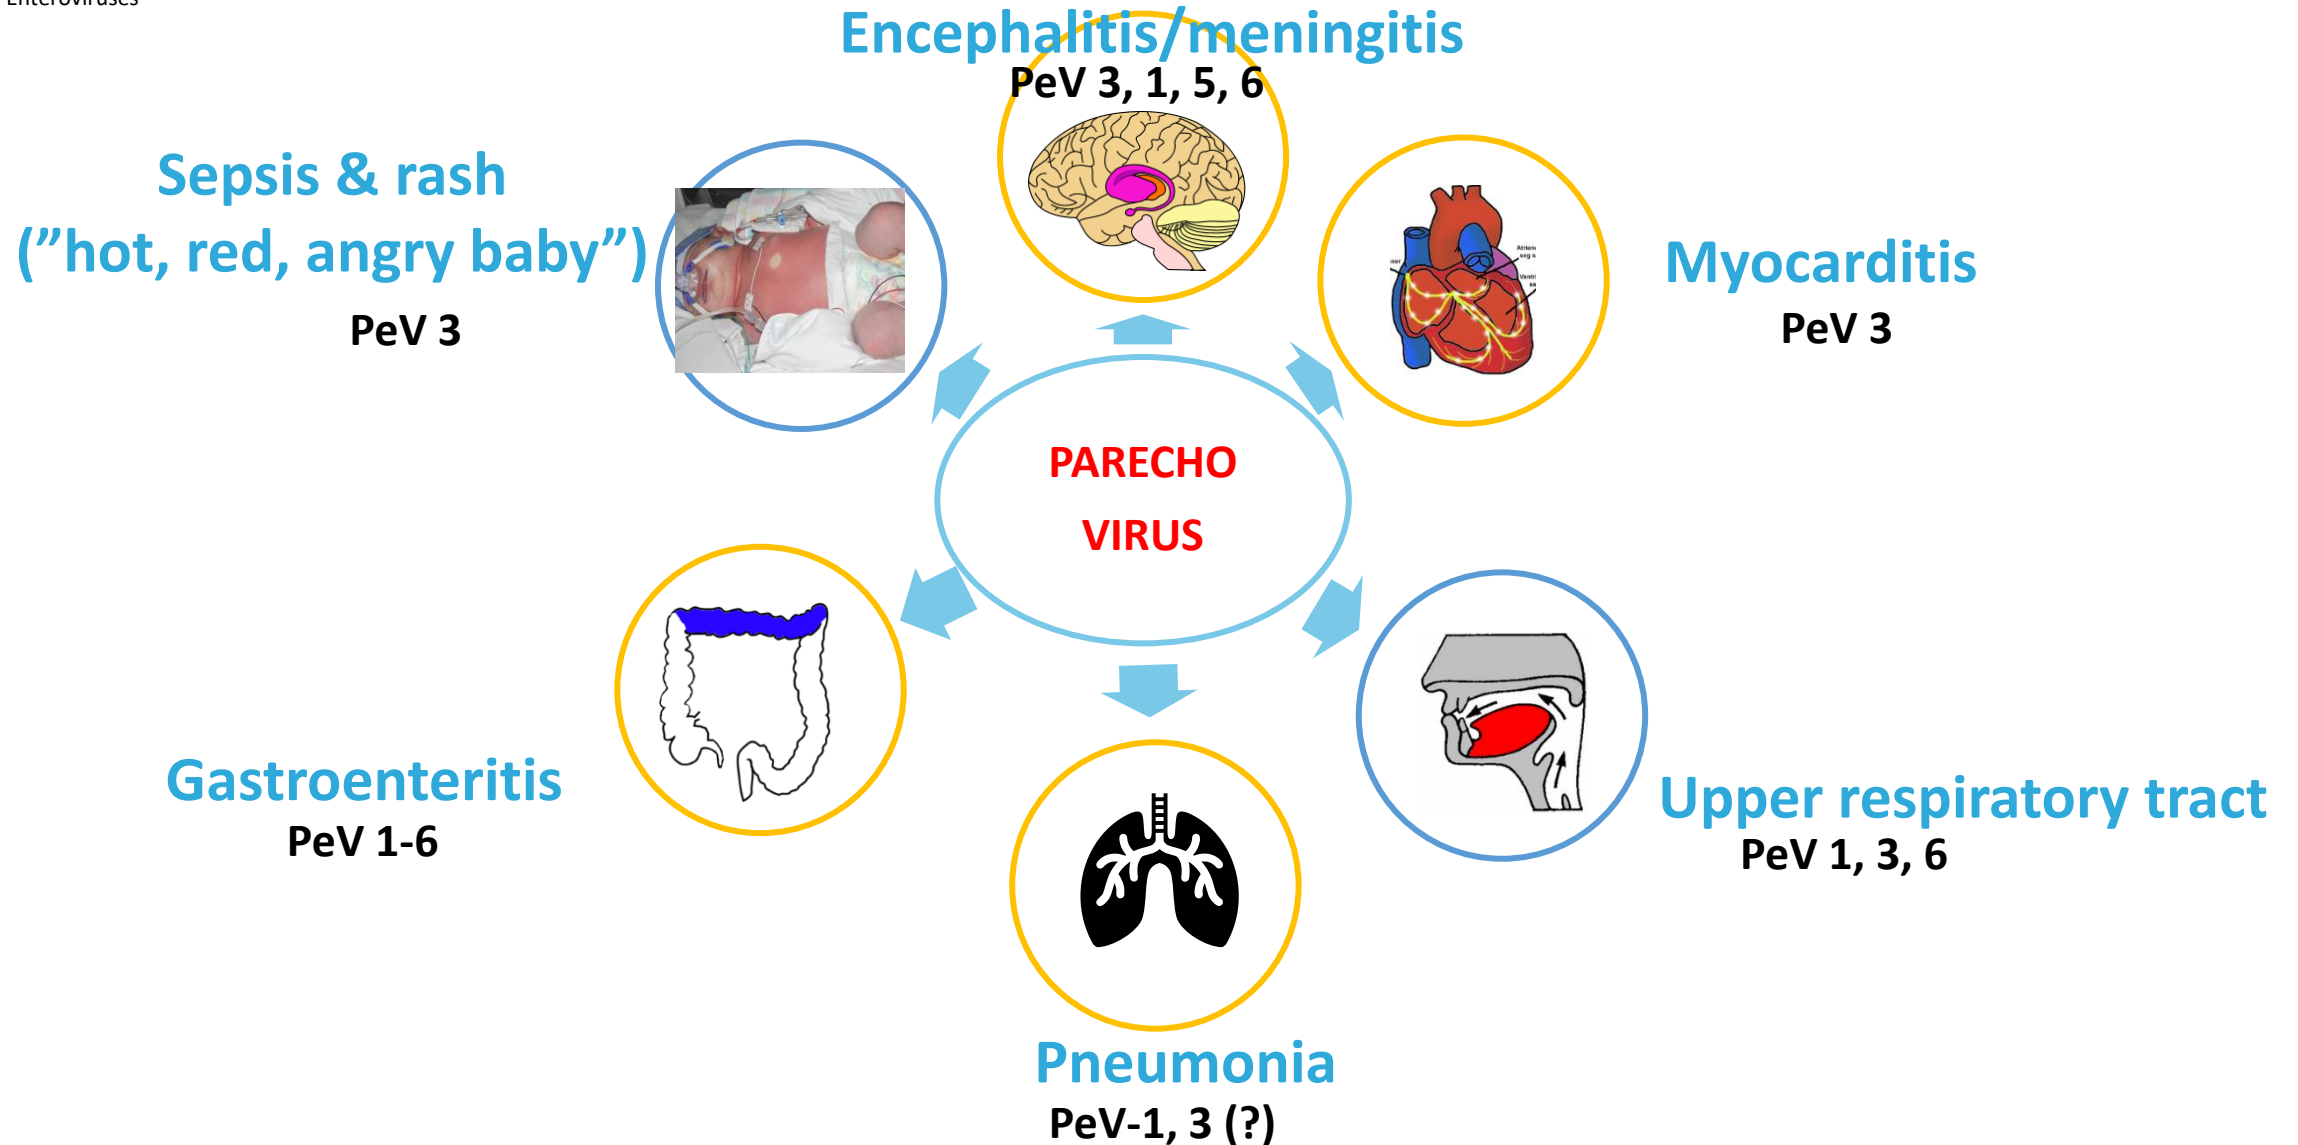 Enteroviruses
Encephalitis/meningitis
PeV 3, 1, 5, 6
Sepsis & rash
(”hot, red, angry baby”)
PeV 3
Myocarditis
PeV 3
PARECHO
VIRUS
Gastroenteritis
PeV 1-6
Upper respiratory tract
PeV 1, 3, 6
Pneumonia
PeV-1, 3 (?)